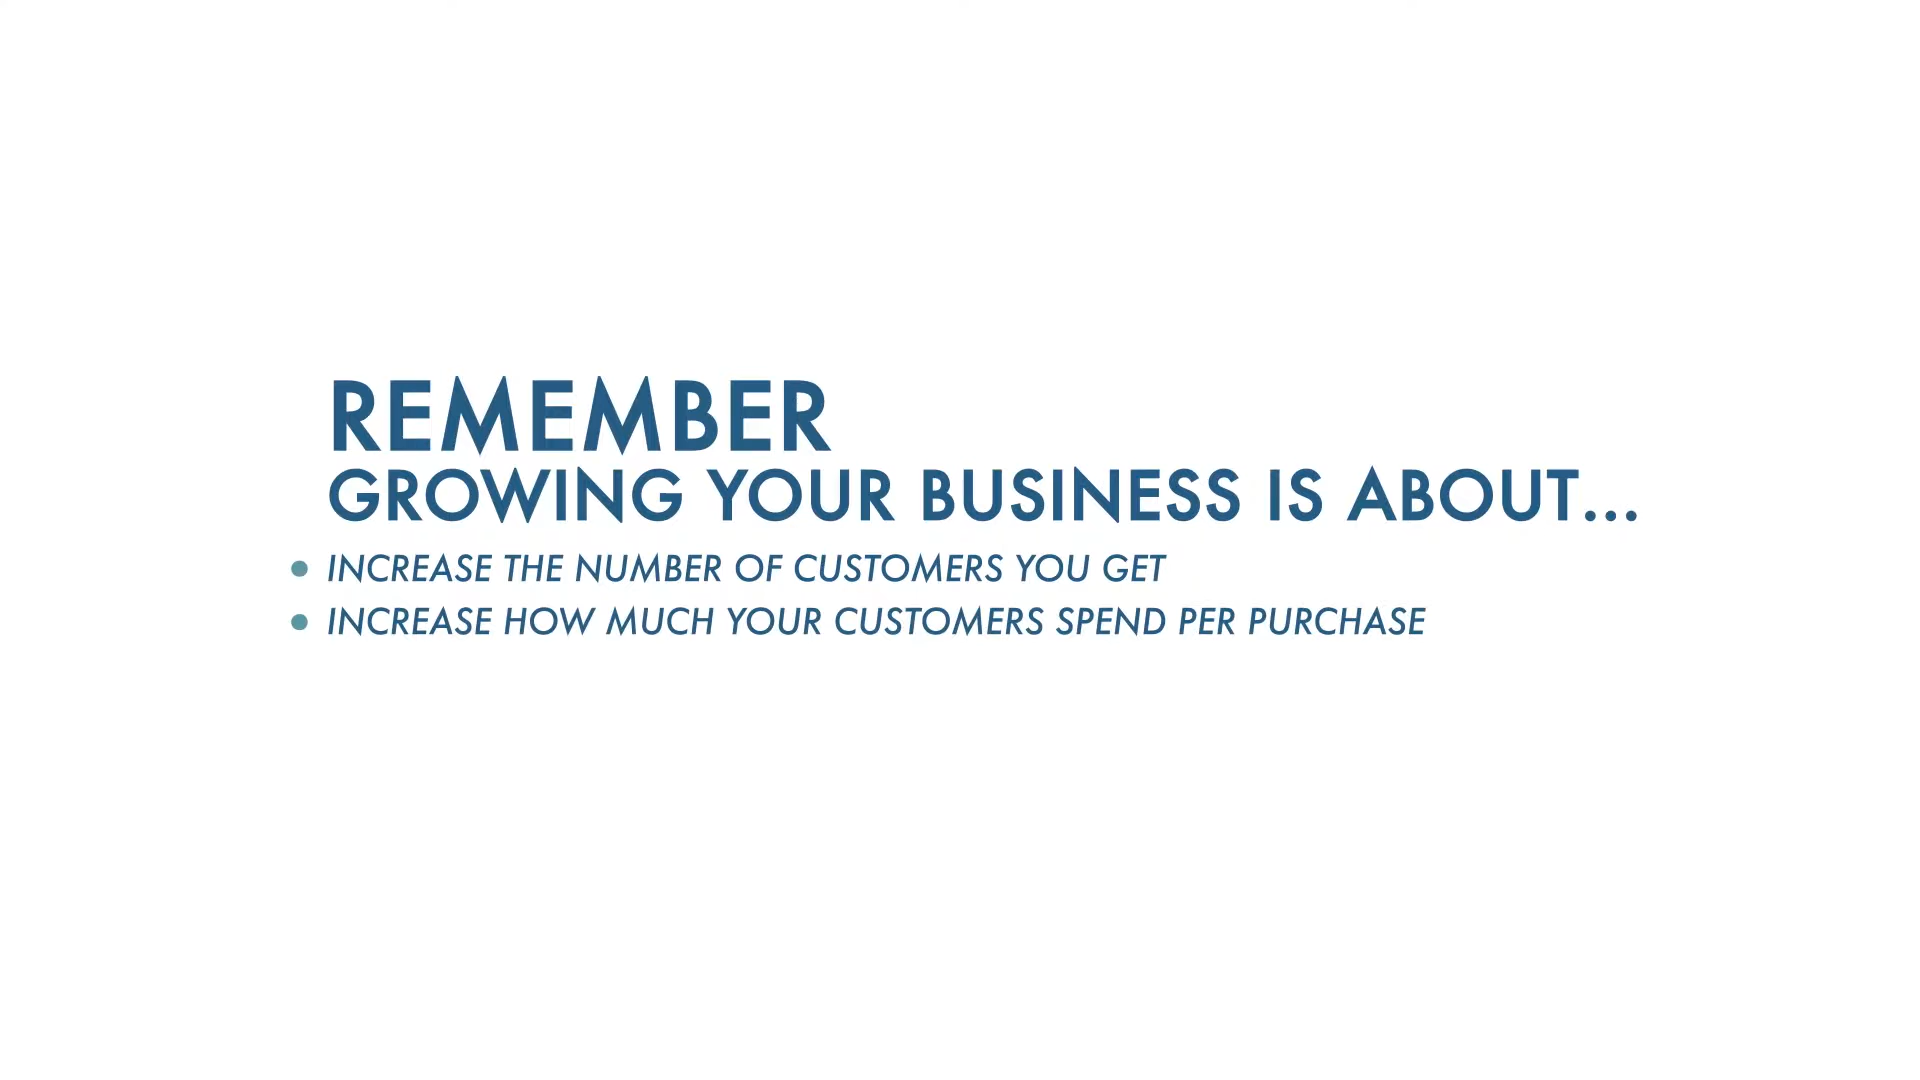 REMEMBER
GROWING YOUR BUSINESS IS ABOUT...
• INCREASE THE NUMBER OF CUSTOMERS YOU GET
• INCREASE HOW MUCH YOUR CUSTOMERS SPEND PER PURCHASE